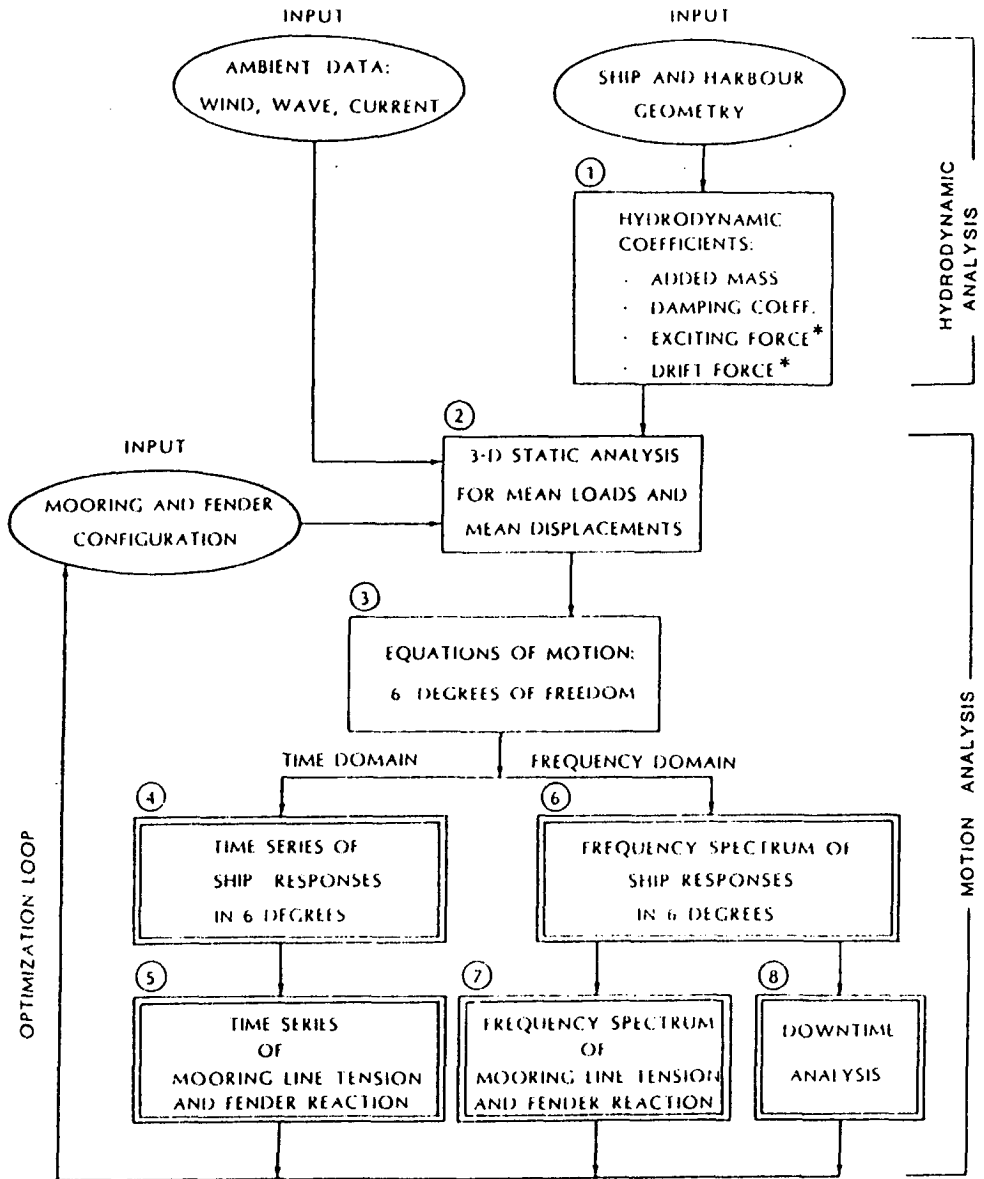 INPUT
INPUT
AMBIENT DATA:
WIND, WAVE, CURRENT
SHIP AND HARBOUR
GEOMETRY
1
HYDRODYNAMIC
COEFFICIENTS:
· ADDED MASS
· DAMPING COEFF.
· EXCITING FORCE*
· DRIFT FORCE*
HYDRODYNAMIC
ANALYSIS
2
3-D STATIC ANALYSIS
FOR MEAN LOADS AND
MEAN DISPLACEMENTS
INPUT
MOORING AND FENDER
CONFIGURATION
3
EQUATIONS OF MOTION:
6 DEGREES OF FREEDOM
TIME DOMAIN
FREQUENCY DOMAIN
4
TIME SERIES OF
SHIP RESPONSES
IN 6 DEGREES
6
FREQUENCY SPECTRUM OF
SHIP RESPONSES
IN 6 DEGREES
5
TIME SERIES
OF
MOORING LINE TENSION
AND FENDER REACTION
7
FREQUENCY SPECTRUM
OF
MOORING LINE TENSION
AND FENDER REACTION
8
DOWNTIME
ANALYSIS
OPTIMIZATION LOOP
MOTION ANALYSIS